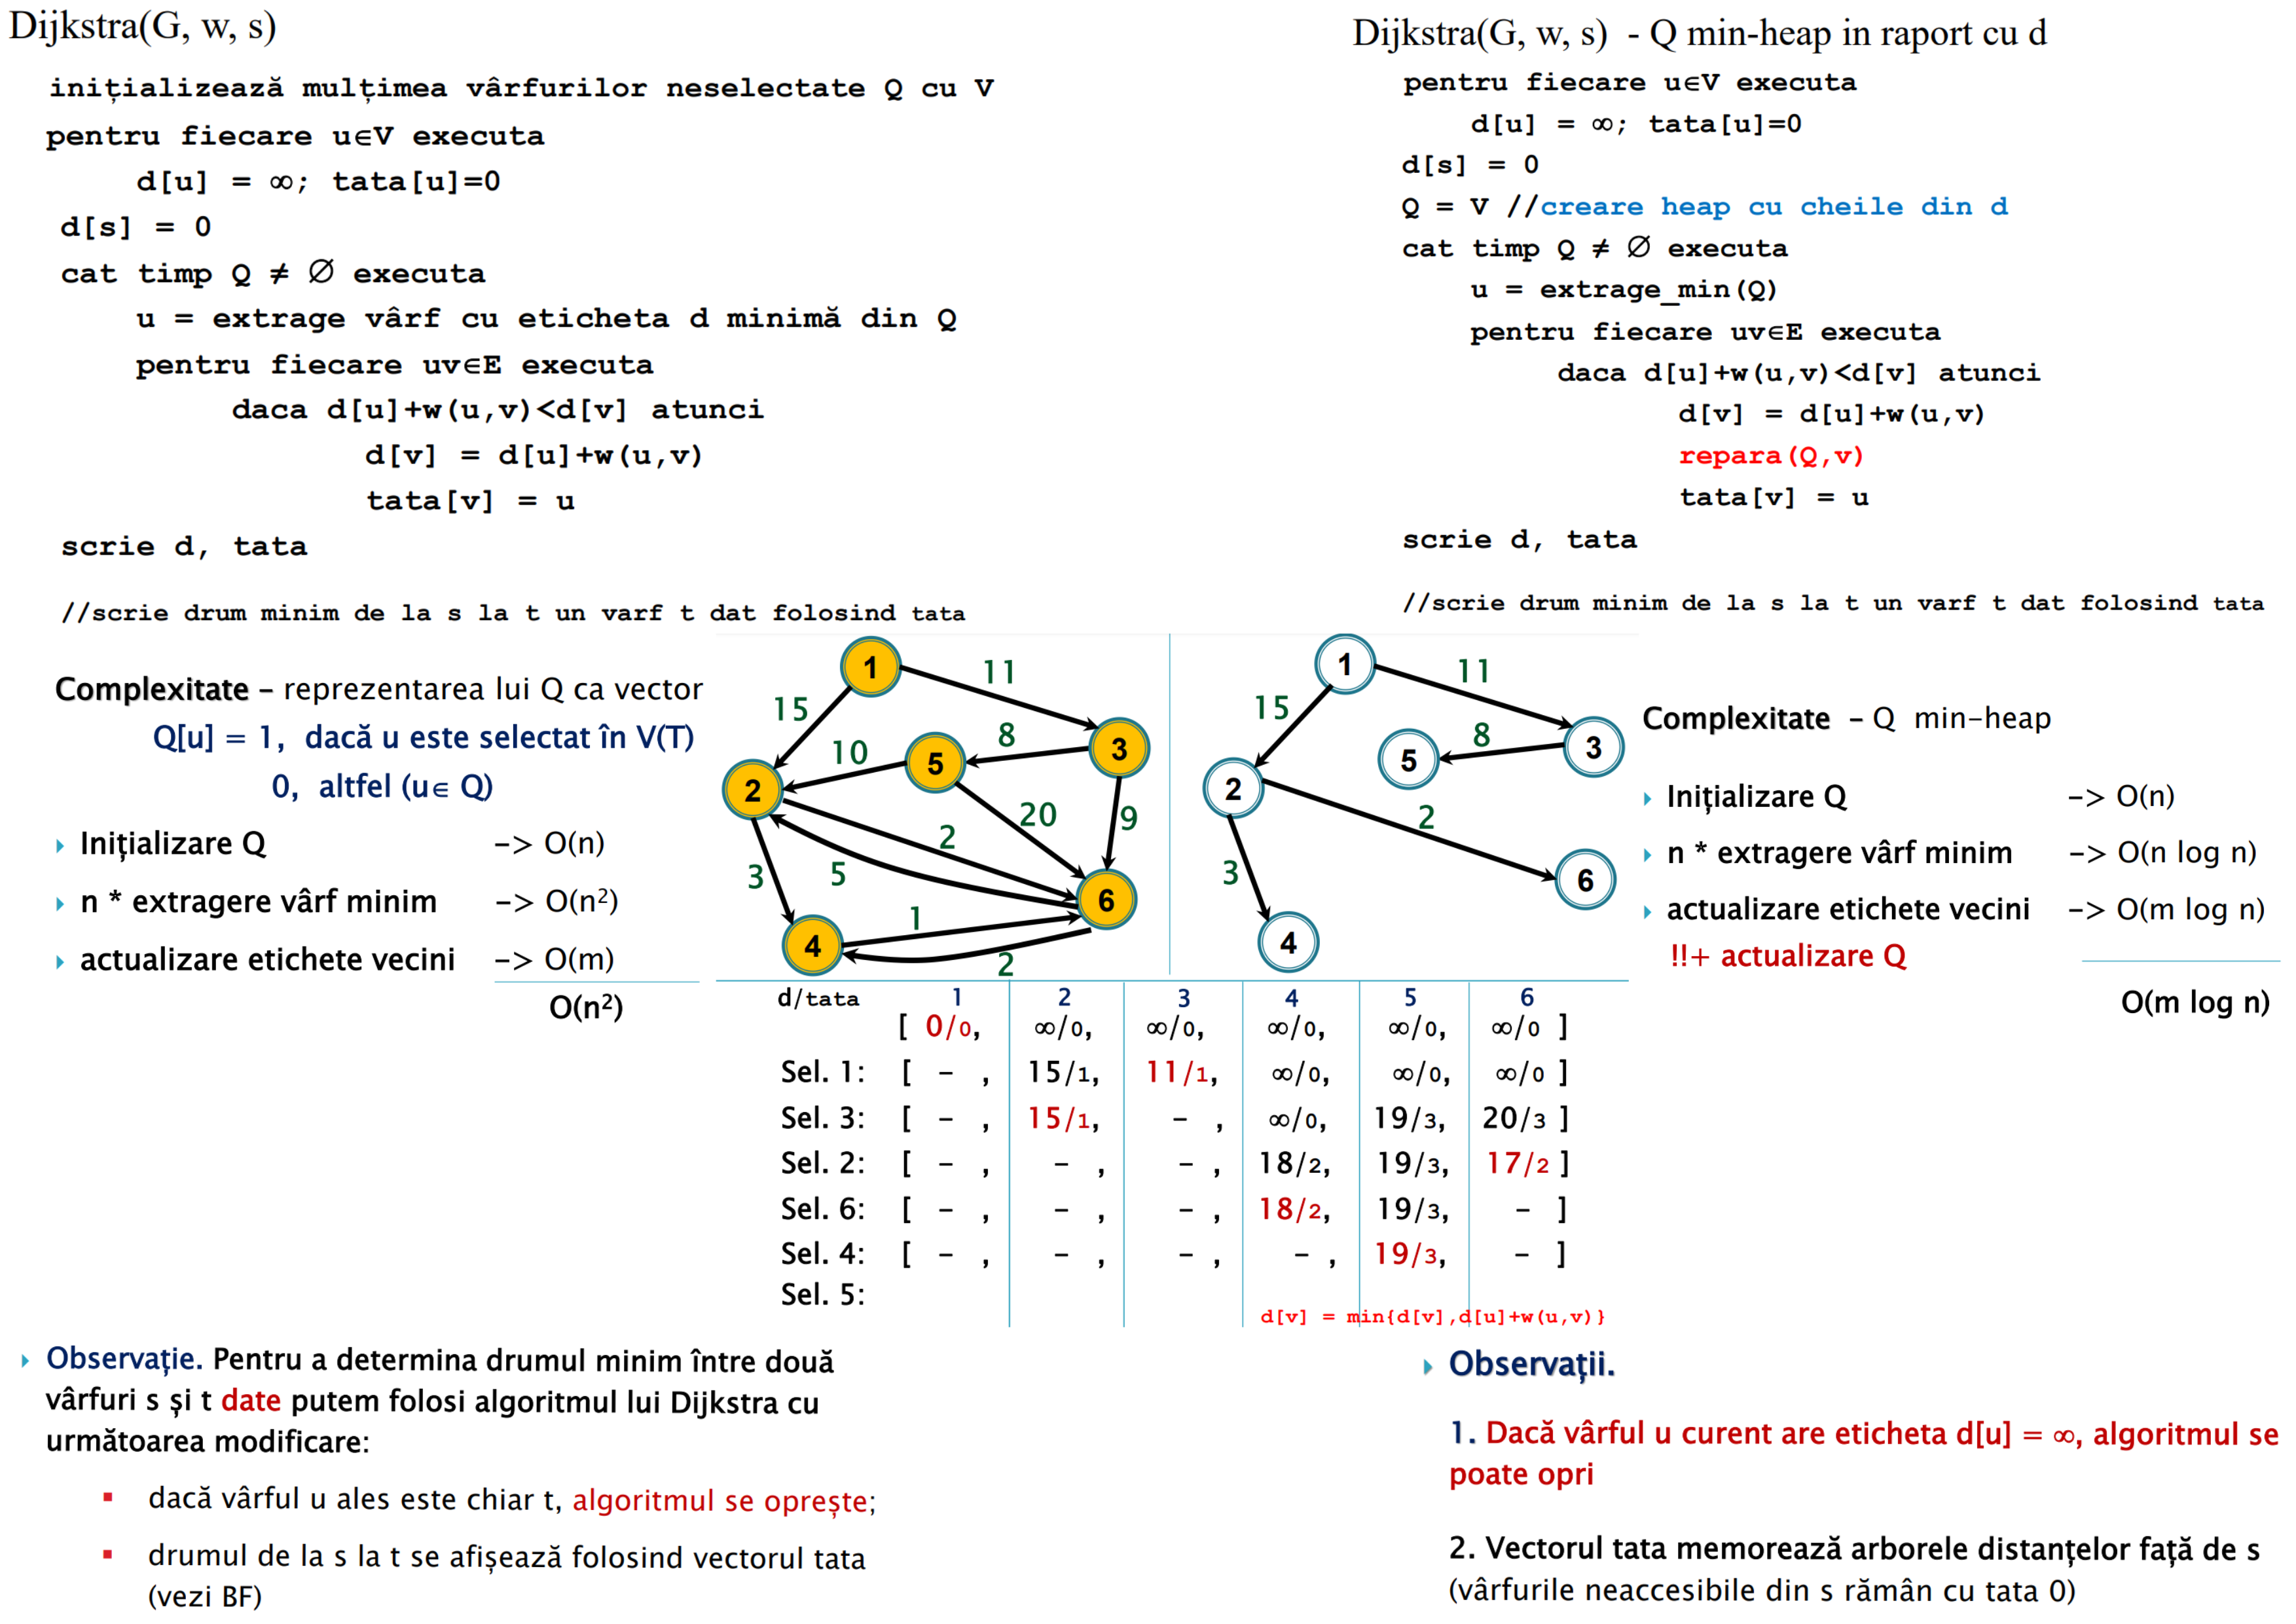 Dijkstra(G, w, s)
inițializează mulțimea vârfurilor neselectate Q cu V
pentru fiecare u∈V executa
d[u] = ∞; tata[u]=0
d[s] = 0
cat timp Q ≠ ∅ executa
u = extrage vârf cu eticheta d minimă din Q
pentru fiecare uv∈E executa
daca d[u]+w(u,v)<d[v] atunci
d[v] = d[u]+w(u,v)
tata[v] = u
scrie d, tata
//scrie drum minim de la s la t un varf t dat folosind tata
Dijkstra(G, w, s) - Q min-heap in raport cu d
pentru fiecare u∈V executa
d[u] = ∞; tata[u]=0
d[s] = 0
Q = V //creare heap cu cheile din d
cat timp Q ≠ ∅ executa
u = extrage_min(Q)
pentru fiecare uv∈E executa
daca d[u]+w(u,v)<d[v] atunci
d[v] = d[u]+w(u,v)
repara(Q,v)
tata[v] = u
scrie d, tata
//scrie drum minim de la s la t un varf t dat folosind tata
Complexitate – reprezentarea lui Q ca vector
Q[u] = 1, dacă u este selectat în V(T)
0, altfel (u∈ Q)
Inițializare Q –> O(n)
n * extragere vârf minim –> O(n²)
actualizare etichete vecini –> O(m)
O(n²)
1
11
15
8
3
10
5
2
20
9
2
5
3
6
1
4
2
1
11
15
8
3
5
2
2
3
6
4
Complexitate – Q min-heap
Inițializare Q –> O(n)
n * extragere vârf minim –> O(n log n)
actualizare etichete vecini –> O(m log n)
!!+ actualizare Q
O(m log n)
d/tata 1 2 3 4 5 6
[ 0/0, ∞/0, ∞/0, ∞/0, ∞/0, ∞/0 ]
Sel. 1: [ – , 15/1, 11/1, ∞/0, ∞/0, ∞/0 ]
Sel. 3: [ – , 15/1, – , ∞/0, 19/3, 20/3 ]
Sel. 2: [ – , – , – , 18/2, 19/3, 17/2 ]
Sel. 6: [ – , – , – , 18/2, 19/3, – ]
Sel. 4: [ – , – , – , – , 19/3, – ]
Sel. 5:
d[v] = min{d[v],d[u]+w(u,v)}
Observație. Pentru a determina drumul minim între două
vârfuri s și t date putem folosi algoritmul lui Dijkstra cu
următoarea modificare:
dacă vârful u ales este chiar t, algoritmul se oprește;
drumul de la s la t se afișează folosind vectorul tata
(vezi BF)
Observații.
1. Dacă vârful u curent are eticheta d[u] = ∞, algoritmul se
poate opri
2. Vectorul tata memorează arborele distanțelor față de s
(vârfurile neaccesibile din s rămân cu tata 0)